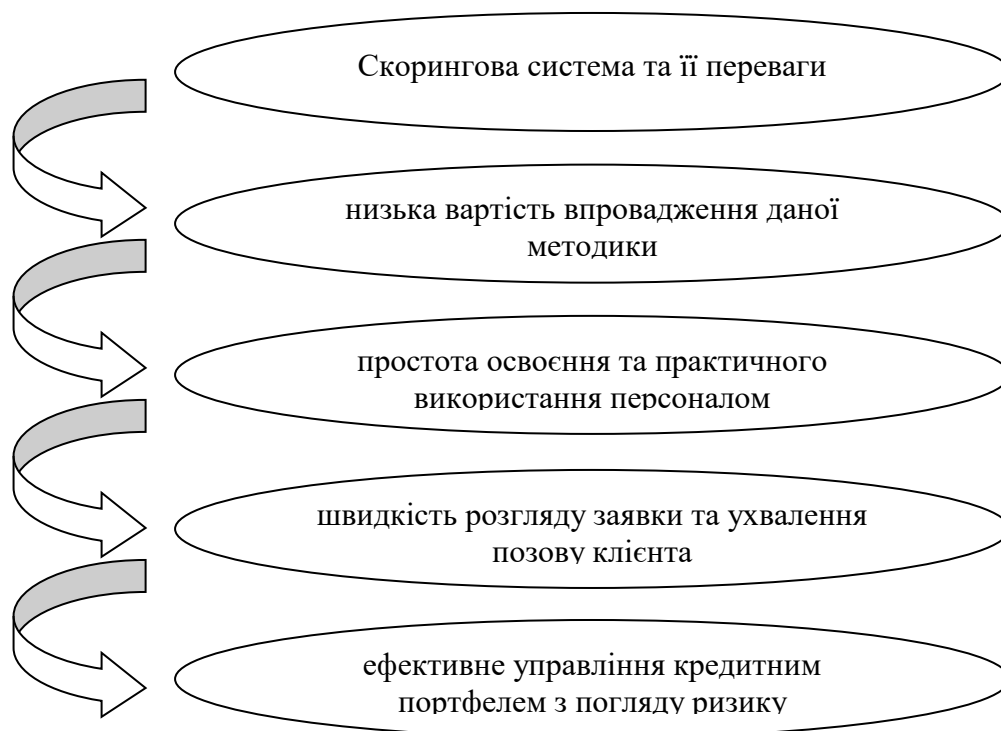 Скорингова система та її переваги
низька вартість впровадження даної
методики
простота освоєння та практичного
використання персоналом
швидкість розгляду заявки та ухвалення
позову клієнта
ефективне управління кредитним
портфелем з погляду ризику